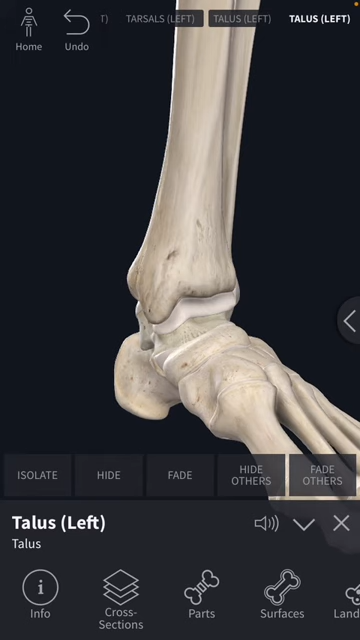 T)
TARSALS (LEFT)
TALUS (LEFT)
TALUS (LEFT)
Home
Undo
ISOLATE
HIDE
FADE
HIDE
OTHERS
FADE
OTHERS
Talus (Left)
Talus
Info
Cross-
Sections
Parts
Surfaces
Land